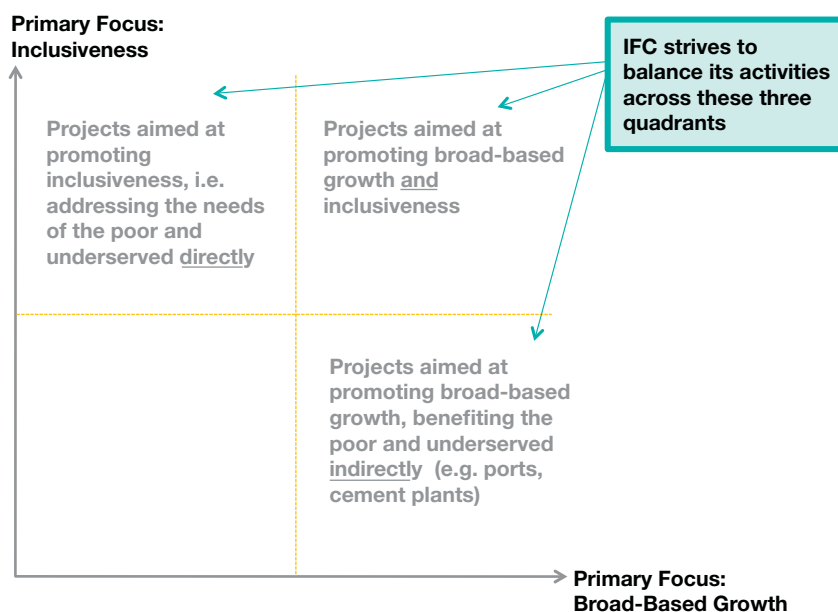 Primary Focus:
Inclusiveness
IFC strives to
balance its activities
across these three
quadrants
Projects aimed at
promoting
inclusiveness, i.e.
addressing the needs
of the poor and
underserved directly
Projects aimed at
promoting broad-based
growth and
inclusiveness
Projects aimed at
promoting broad-based
growth, benefiting the
poor and underserved
indirectly (e.g. ports,
cement plants)
Primary Focus:
Broad-Based Growth